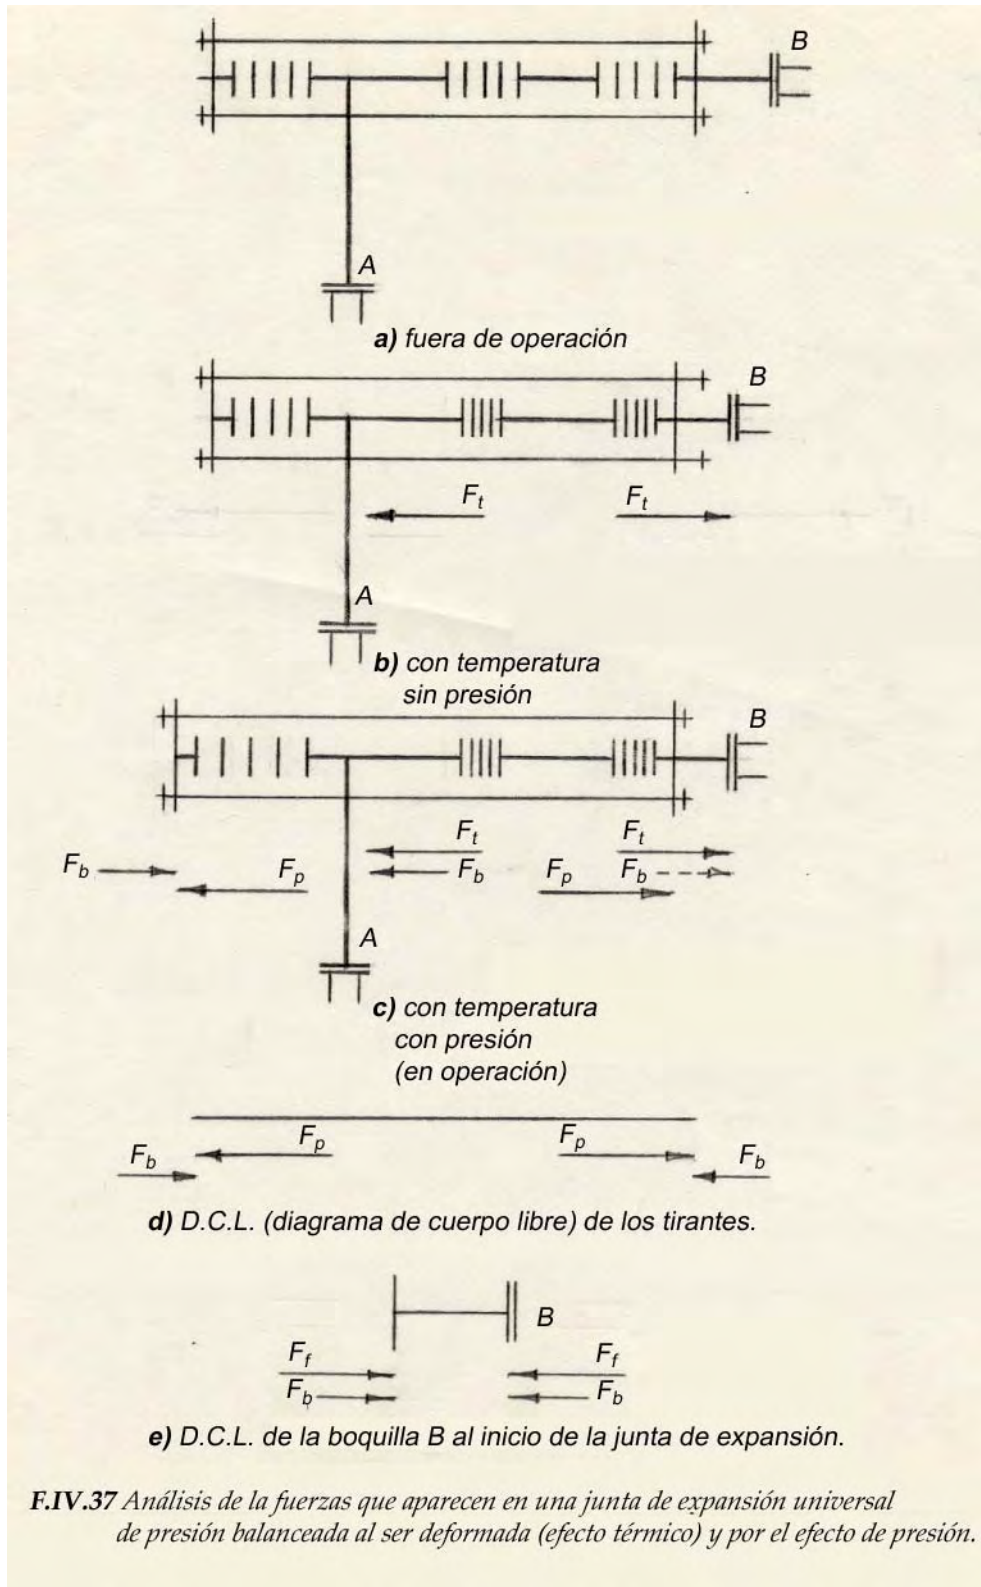 B
A
a) fuera de operación
B
Ft Ft
A
b) con temperatura
sin presión
B
Ft Ft
Fb Fp Fb Fp Fb
A
c) con temperatura
con presión
(en operación)
Fp Fp
Fb Fb
d) D.C.L. (diagrama de cuerpo libre) de los tirantes.
B
Ff Ff
Fb Fb
e) D.C.L. de la boquilla B al inicio de la junta de expansión.
F.IV.37 Análisis de la fuerzas que aparecen en una junta de expansión universal
de presión balanceada al ser deformada (efecto térmico) y por el efecto de presión.